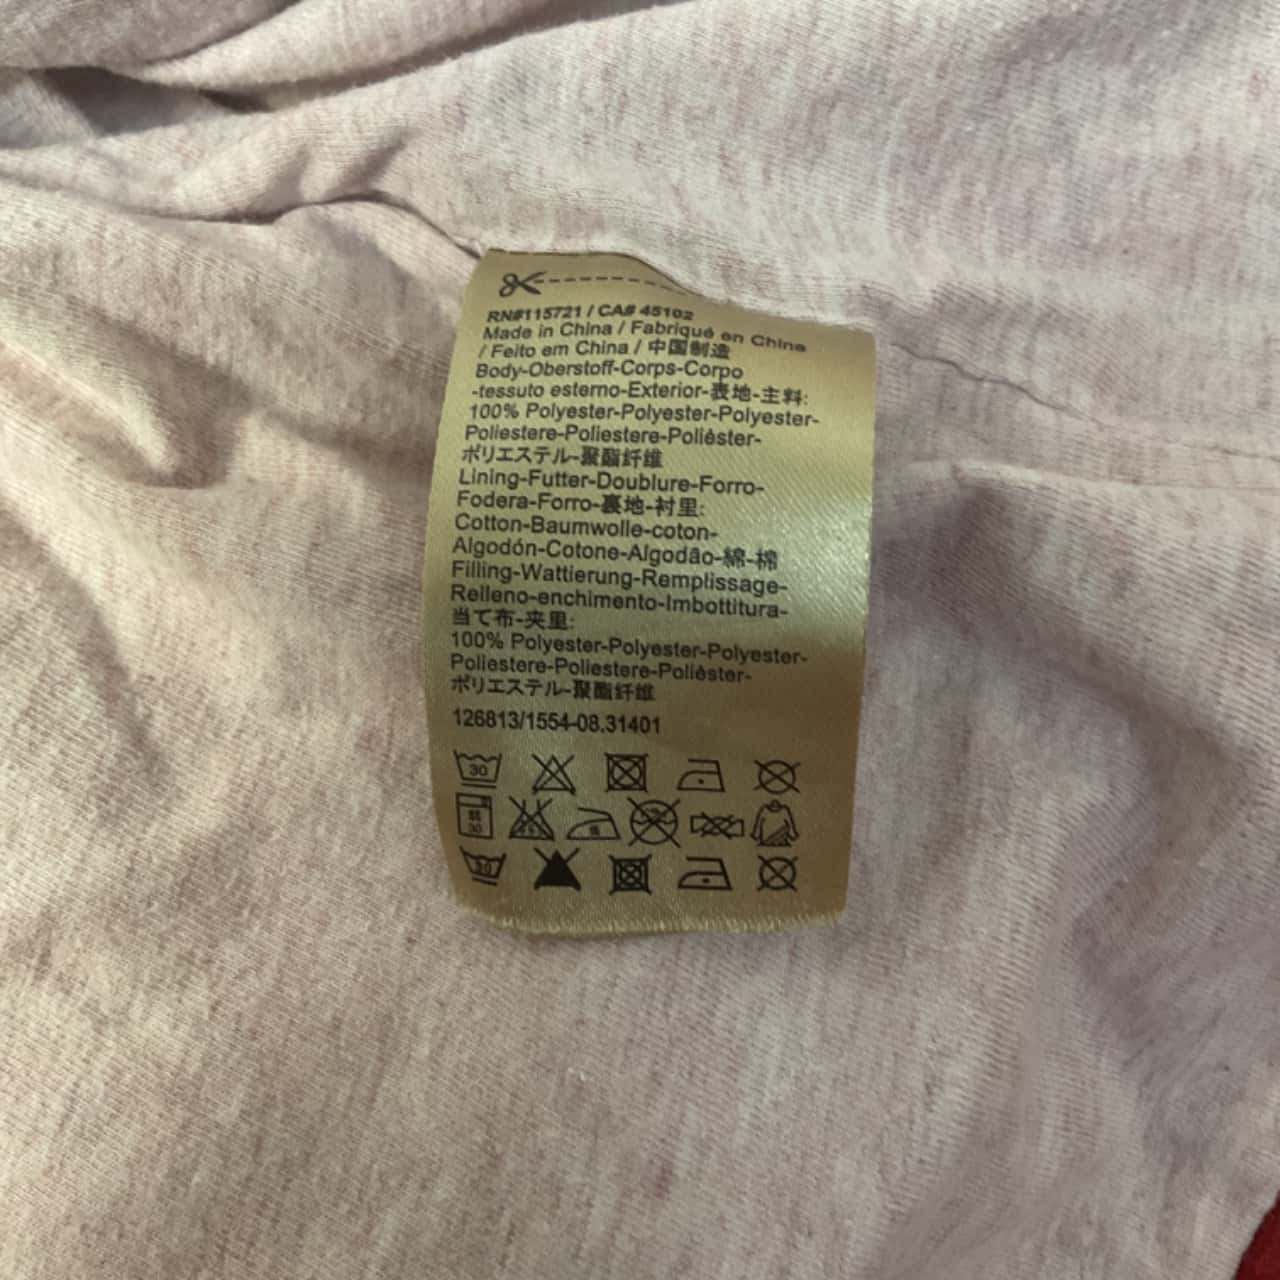 RN#115721 / CA# 45102
Made in China / Fabriqué en China
/ Feito em China / 中国制造
Body-Oberstoff-Corps-Corpo
-tessuto esterno-Exterior-表地-主料:
100% Polyester-Polyester-Polyester-
Poliestere-Poliestere-Poliéster-
ポリエステル-聚酯纤维
Lining-Futter-Doublure-Forro-
Fodera-Forro-裏地-衬里:
Cotton-Baumwolle-coton-
Algodón-Cotone-Algodão-綿-棉
Filling-Wattierung-Remplissage-
Relleno-enchimento-Imbottitura-
当て布-夹里:
100% Polyester-Polyester-Polyester-
Poliestere-Poliestere-Poliéster-
ポリエステル-聚酯纤维
126813/1554-08.31401
30
30
30